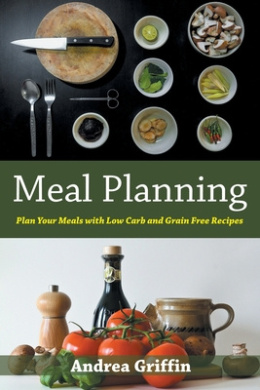 Meal Planning
Plan Your Meals with Low Carb and Grain Free Recipes
Andrea Griffin